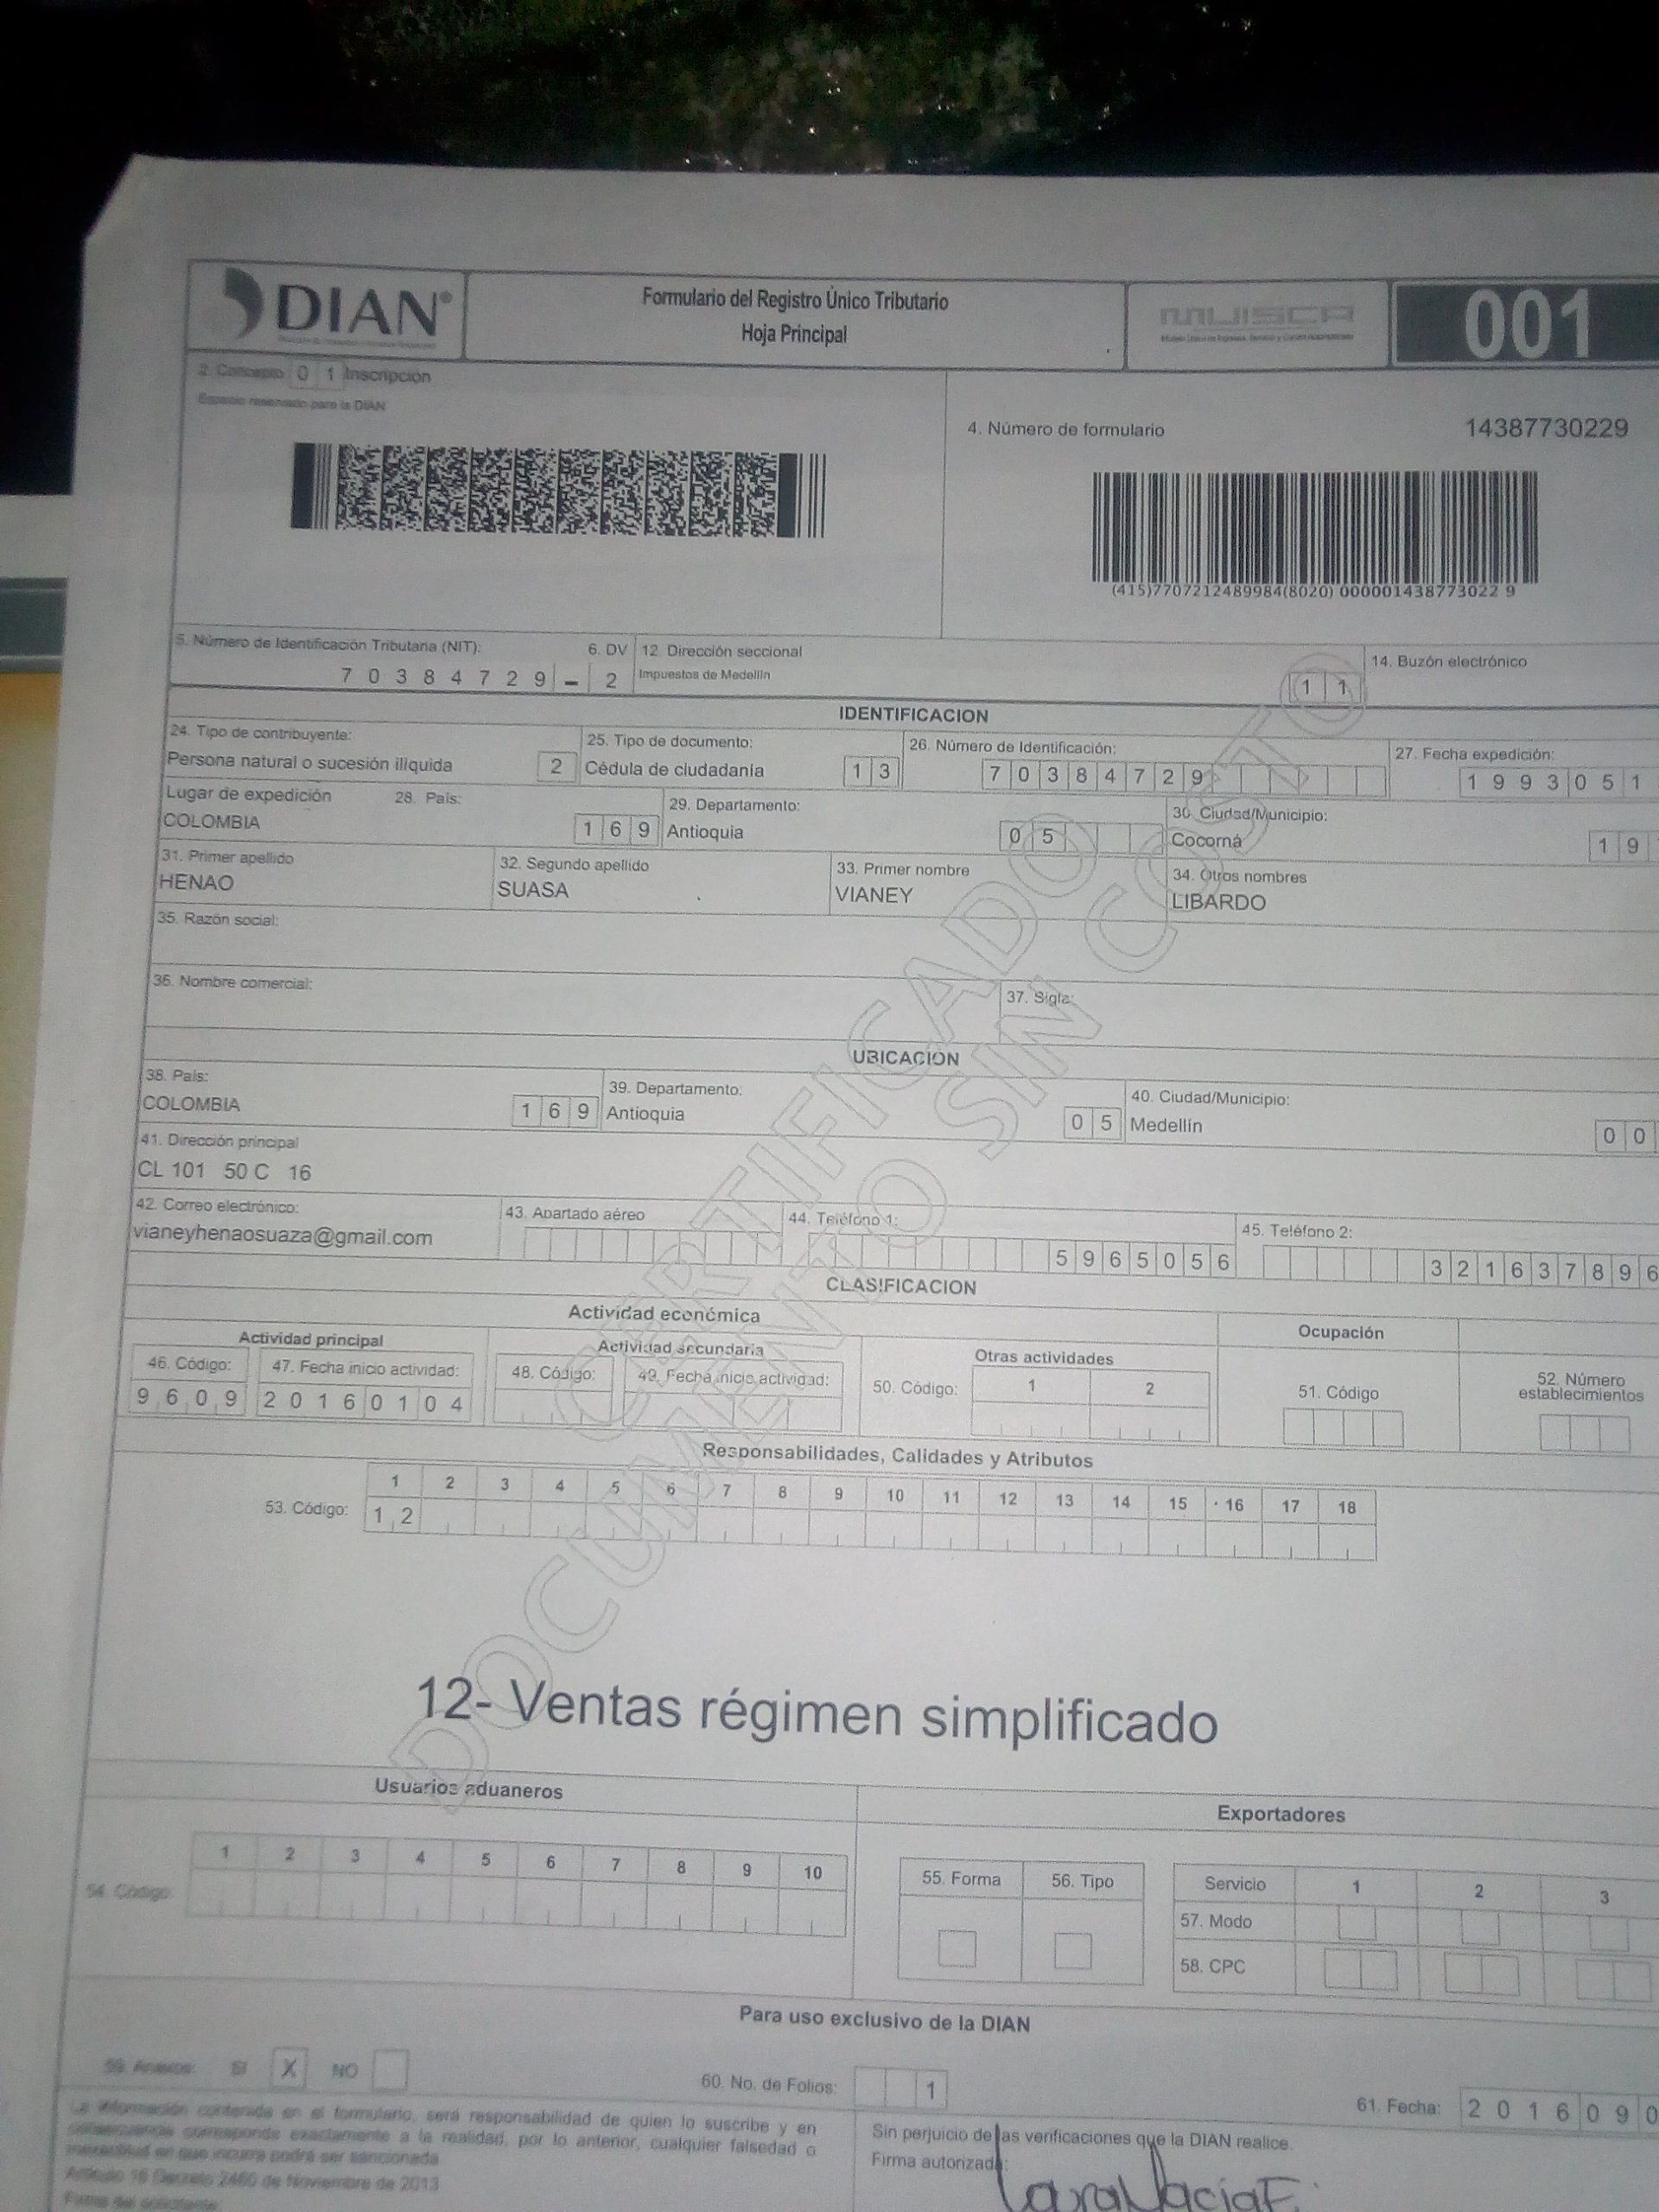 DIAN®
Formulario del Registro Único Tributario
Hoja Principal
MUISCA
001
2. Concepto 0 1 Inscripción
Espacio reservado para la DIAN
4. Número de formulario 14387730229
(415)7707212489984(8020) 000001438773022 9
5. Número de Identificación Tributaria (NIT): 6. DV 12. Dirección seccional 14. Buzón electrónico
7 0 3 8 4 7 2 9 - 2 Impuestos de Medellín 1 1
IDENTIFICACION
24. Tipo de contribuyente: 25. Tipo de documento: 26. Número de Identificación: 27. Fecha expedición:
Persona natural o sucesión ilíquida 2 Cédula de ciudadanía 1 3 7 0 3 8 4 7 2 9 1 9 9 3 0 5 1
Lugar de expedición 28. País: 29. Departamento: 30. Ciudad/Municipio:
COLOMBIA 1 6 9 Antioquia 0 5 Cocorná 1 9
31. Primer apellido 32. Segundo apellido 33. Primer nombre 34. Otros nombres
HENAO SUASA VIANEY LIBARDO
35. Razón social:
36. Nombre comercial: 37. Sigla:
UBICACION
38. País: 39. Departamento: 40. Ciudad/Municipio:
COLOMBIA 1 6 9 Antioquia 0 5 Medellín 0 0
41. Dirección principal
CL 101 50 C 16
42. Correo electrónico: 43. Apartado aéreo 44. Teléfono 1: 45. Teléfono 2:
vianeyhenaosuaza@gmail.com 5 9 6 5 0 5 6 3 2 1 6 3 7 8 9 6
CLASIFICACION
Actividad económica Ocupación
Actividad principal Actividad secundaria Otras actividades
46. Código: 47. Fecha inicio actividad: 48. Código: 49. Fecha inicio actividad: 50. Código: 1 2 51. Código 52. Número establecimientos
9 6 0 9 2 0 1 6 0 1 0 4
Responsabilidades, Calidades y Atributos
1 2 3 4 5 6 7 8 9 10 11 12 13 14 15 16 17 18
53. Código: 1 2
12- Ventas régimen simplificado
CERTIFICADO
DOCUMENTO SIN COSTO
Usuarios aduaneros Exportadores
1 2 3 4 5 6 7 8 9 10 55. Forma 56. Tipo Servicio 1 2 3
54. Código: 57. Modo
58. CPC
Para uso exclusivo de la DIAN
59. Anexos: SI X NO 60. No. de Folios: 1 61. Fecha: 2 0 1 6 0 9 0
La información contenida en el formulario, será responsabilidad de quien lo suscribe y en
consecuencia corresponde exactamente a la realidad, por lo anterior, cualquier falsedad o
inexactitud en que incurra podrá ser sancionada
Artículo 16 Decreto 2460 de Noviembre de 2013
Firma del solicitante
Sin perjuicio de las verificaciones que la DIAN realice.
Firma autorizada: